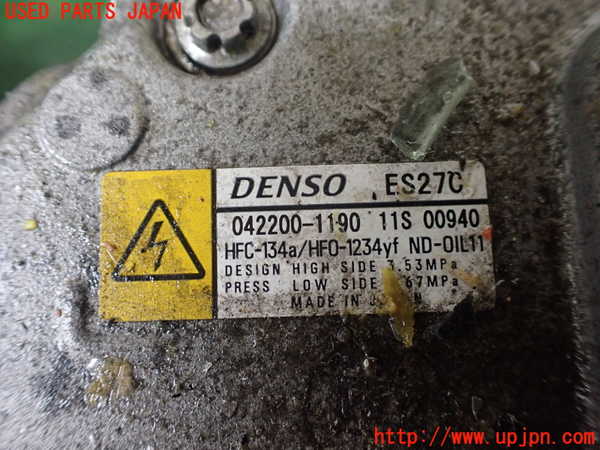 USED PARTS JAPAN
DENSO ES27C
042200-1190 11S 00940
HFC-134a/HFO-1234yf ND-OIL11
DESIGN HIGH SIDE 3.53MPa
PRESS LOW SIDE .67MPa
MADE IN
http://www.upjpn.com